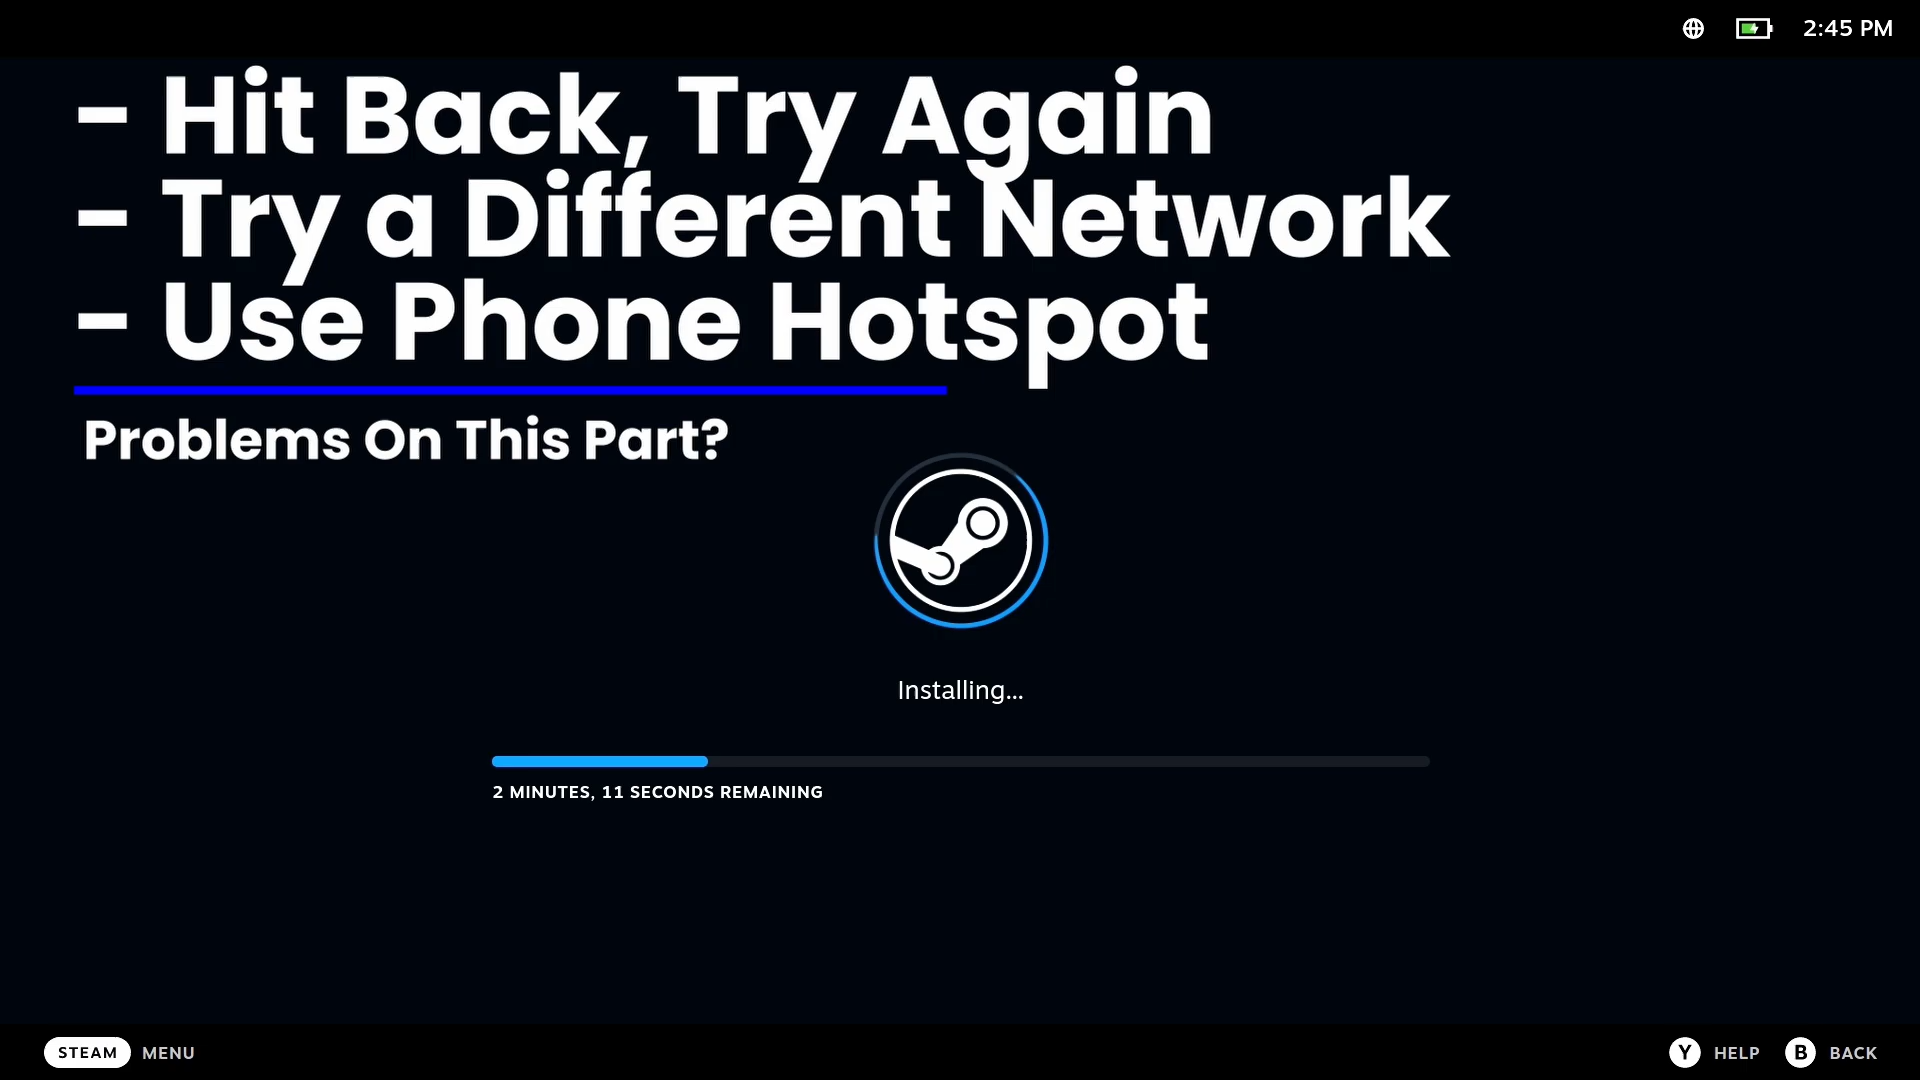 2:45 PM
- Hit Back, Try Again
- Try a Different Network
- Use Phone Hotspot
Problems On This Part?
Installing...
2 MINUTES, 11 SECONDS REMAINING
STEAM MENU
Y HELP B BACK